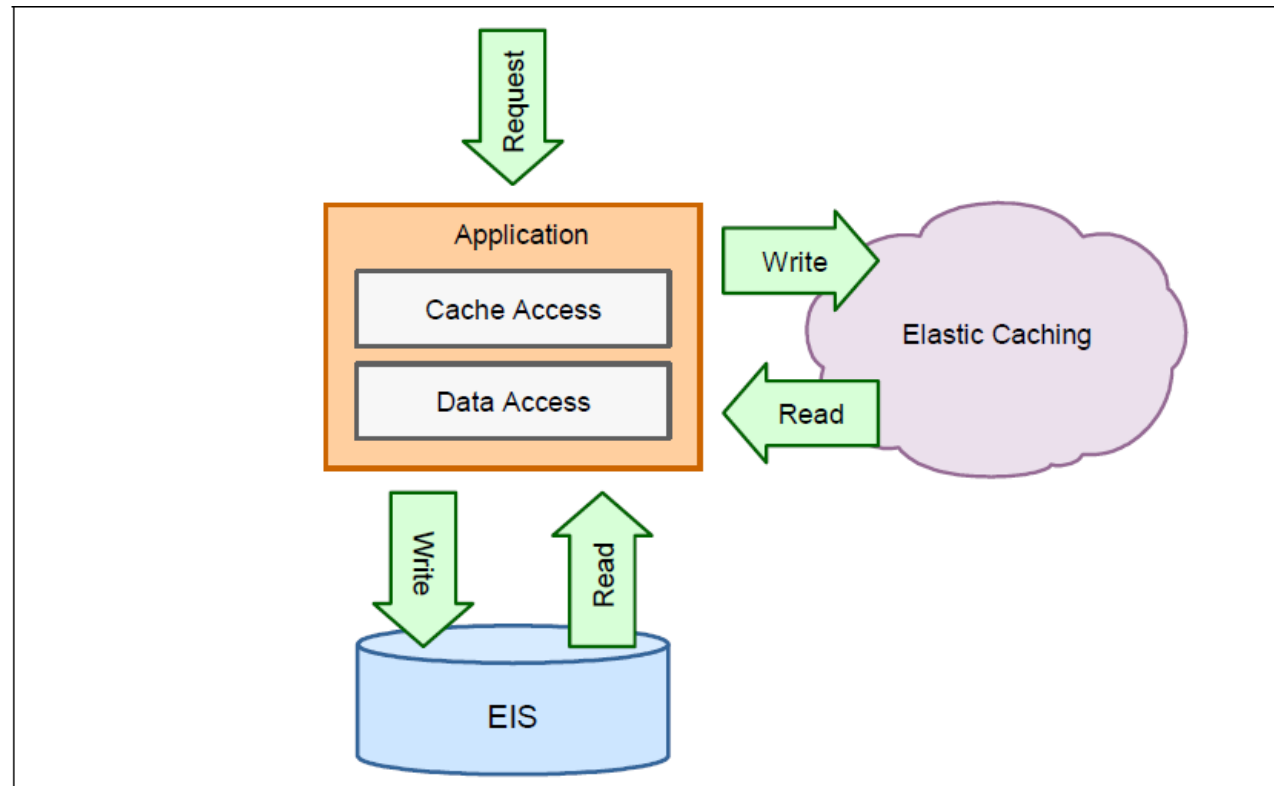 Request
Application
Cache Access
Data Access
Write
Read
Elastic Caching
Write
Read
EIS